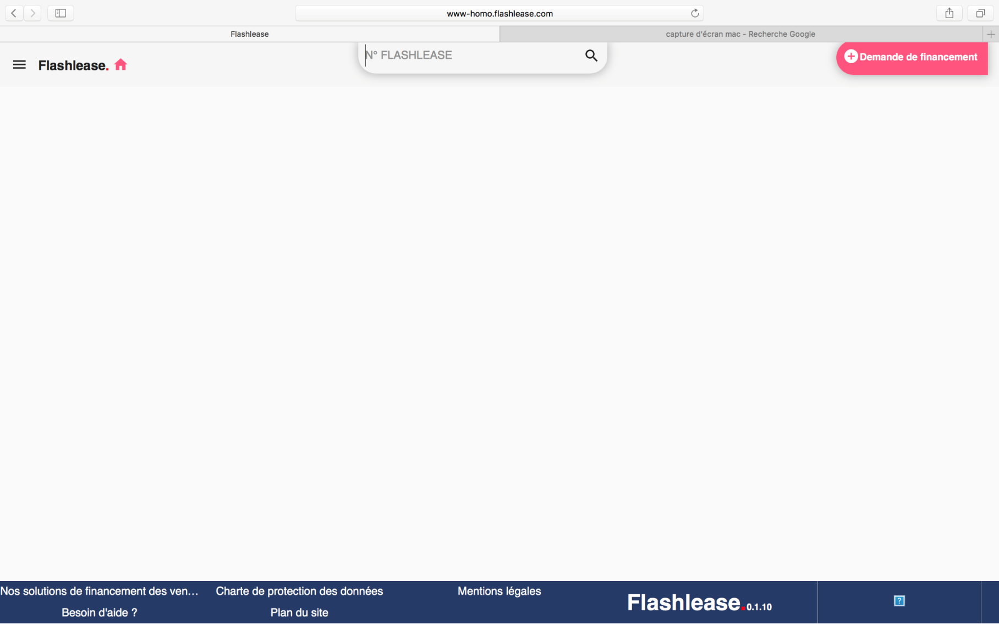 www-homo.flashlease.com
Flashlease
capture d'écran mac - Recherche Google
Flashlease.
N° FLASHLEASE
Demande de financement
Nos solutions de financement des ven…
Charte de protection des données
Mentions légales
Besoin d'aide ?
Plan du site
Flashlease.0.1.10
?